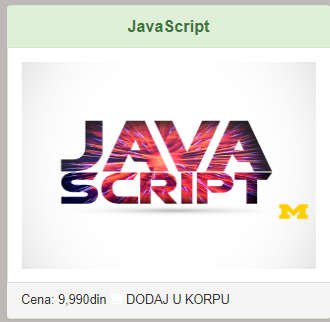 JavaScript
JAVA
SCRIPT
M
Cena: 9,990din DODAJ U KORPU